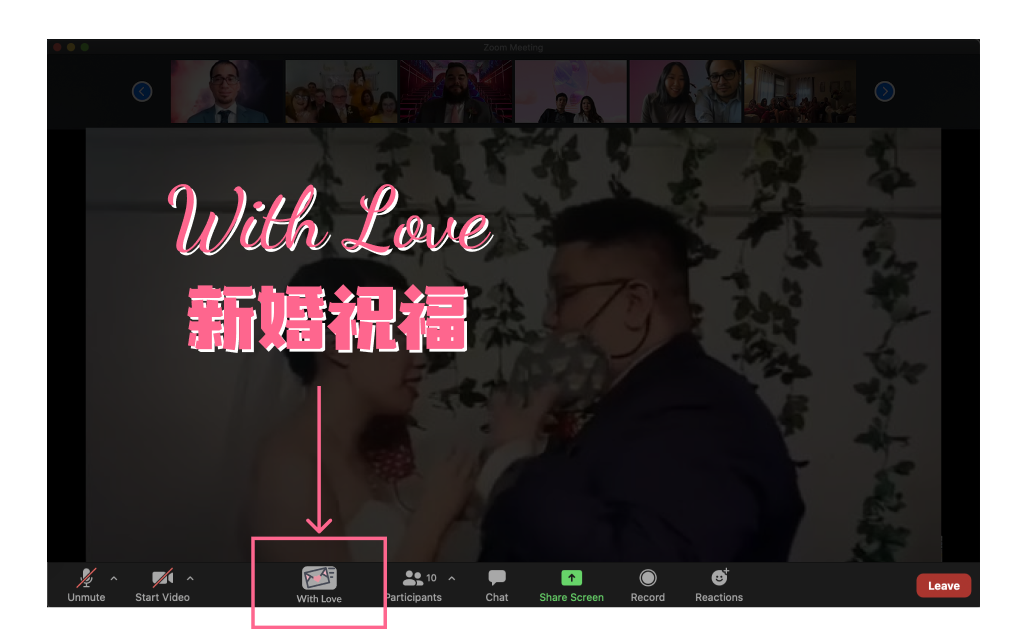 Zoom Meeting
With Love
新婚祝福
Unmute
Start Video
With Love
10
Participants
Chat
Share Screen
Record
Reactions
Leave